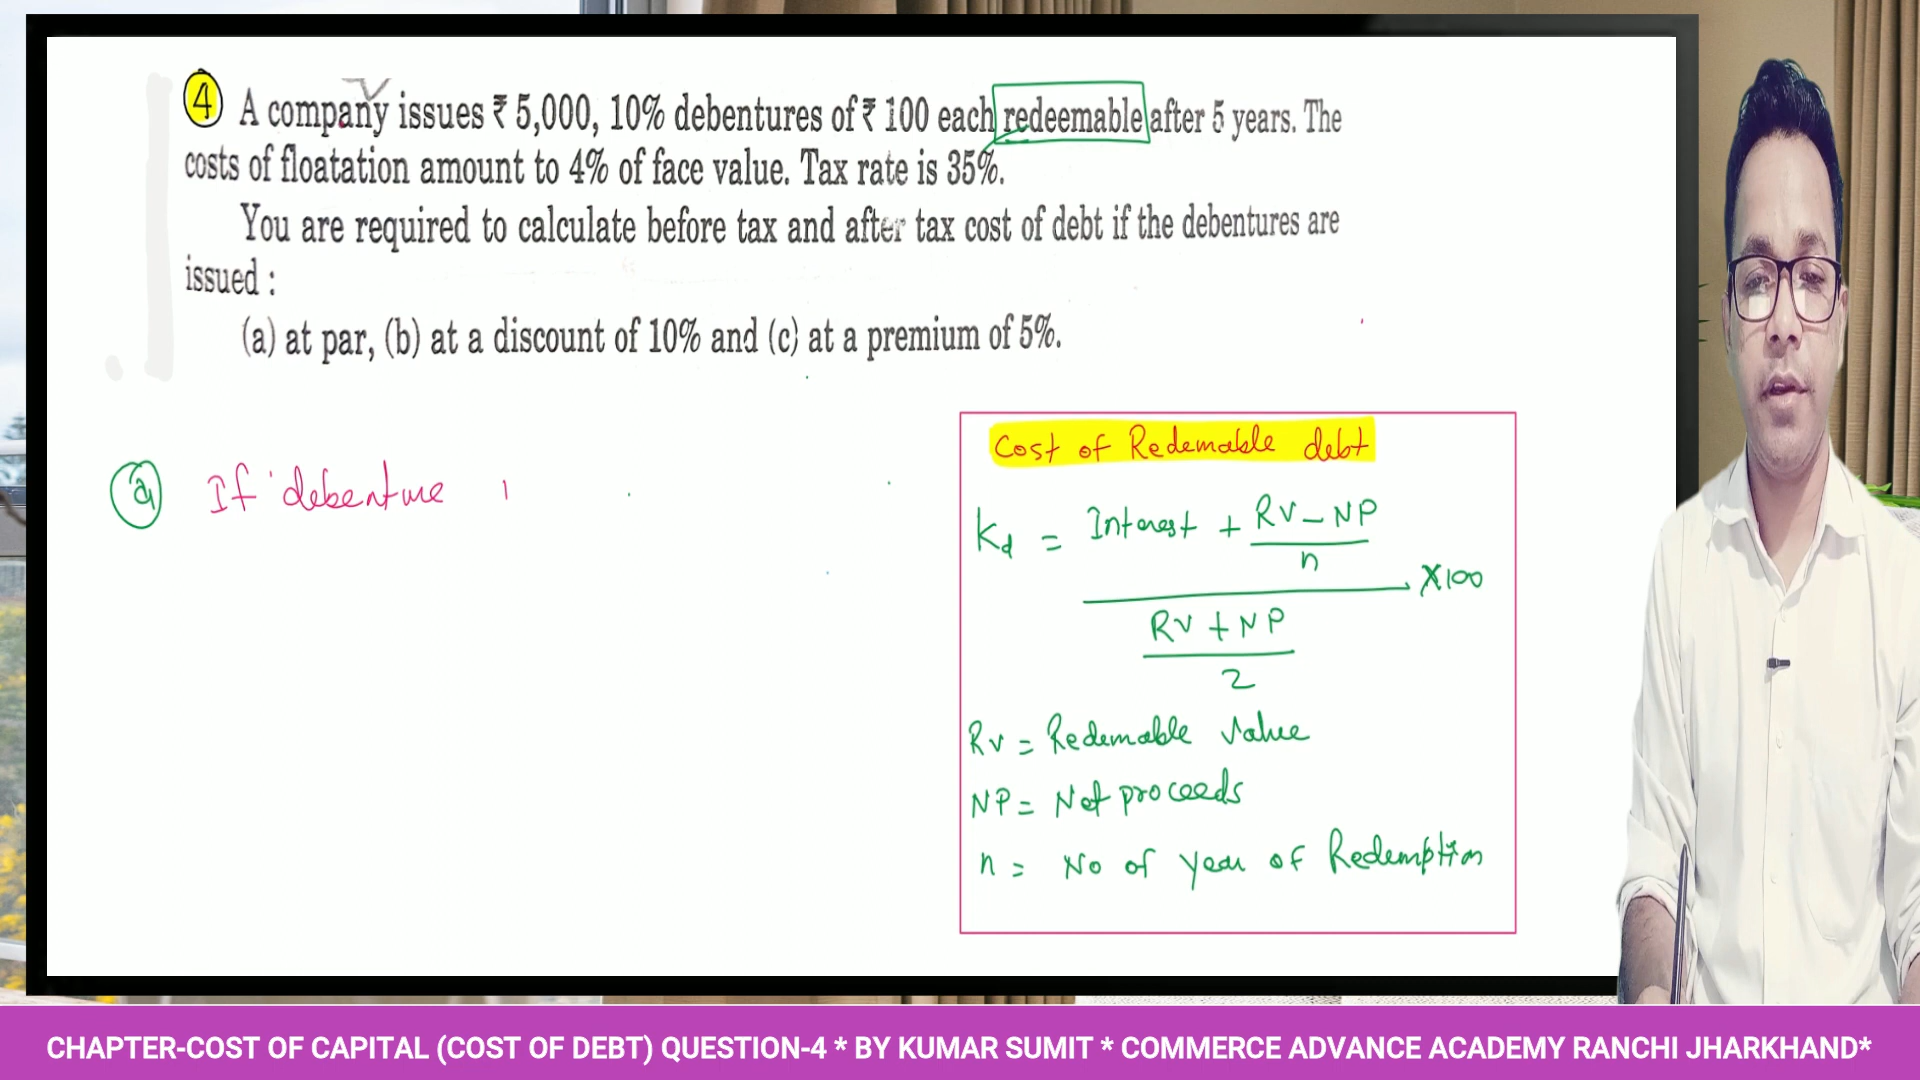 4 A company issues ₹ 5,000, 10% debentures of ₹ 100 each redeemable after 5 years. The
costs of floatation amount to 4% of face value. Tax rate is 35%.
You are required to calculate before tax and after tax cost of debt if the debentures are
issued :
(a) at par, (b) at a discount of 10% and (c) at a premium of 5%.
a If debenture
Cost of Redemable debt
Kd = Interest + RV - NP
n
X100
RV + NP
2
RV = Redemable Value
NP = Net proceeds
n = No of year of Redemption
CHAPTER-COST OF CAPITAL (COST OF DEBT) QUESTION-4 * BY KUMAR SUMIT * COMMERCE ADVANCE ACADEMY RANCHI JHARKHAND*